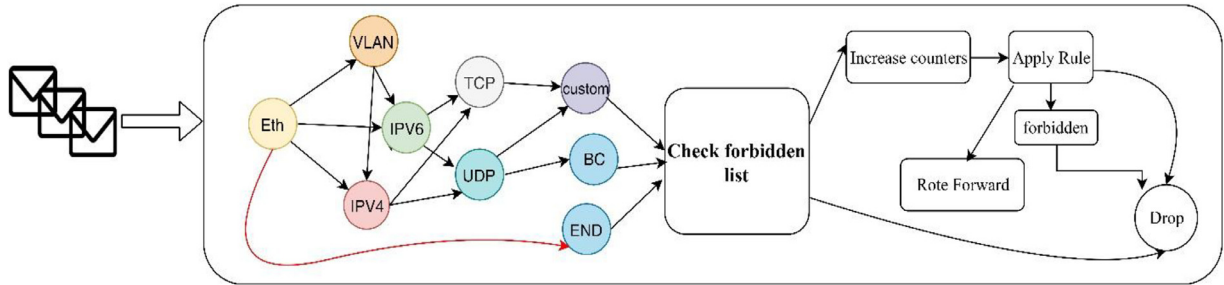 VLAN
Eth
IPV6
IPV4
TCP
UDP
custom
BC
END
Check forbidden
list
Increase counters
Apply Rule
forbidden
Rote Forward
Drop